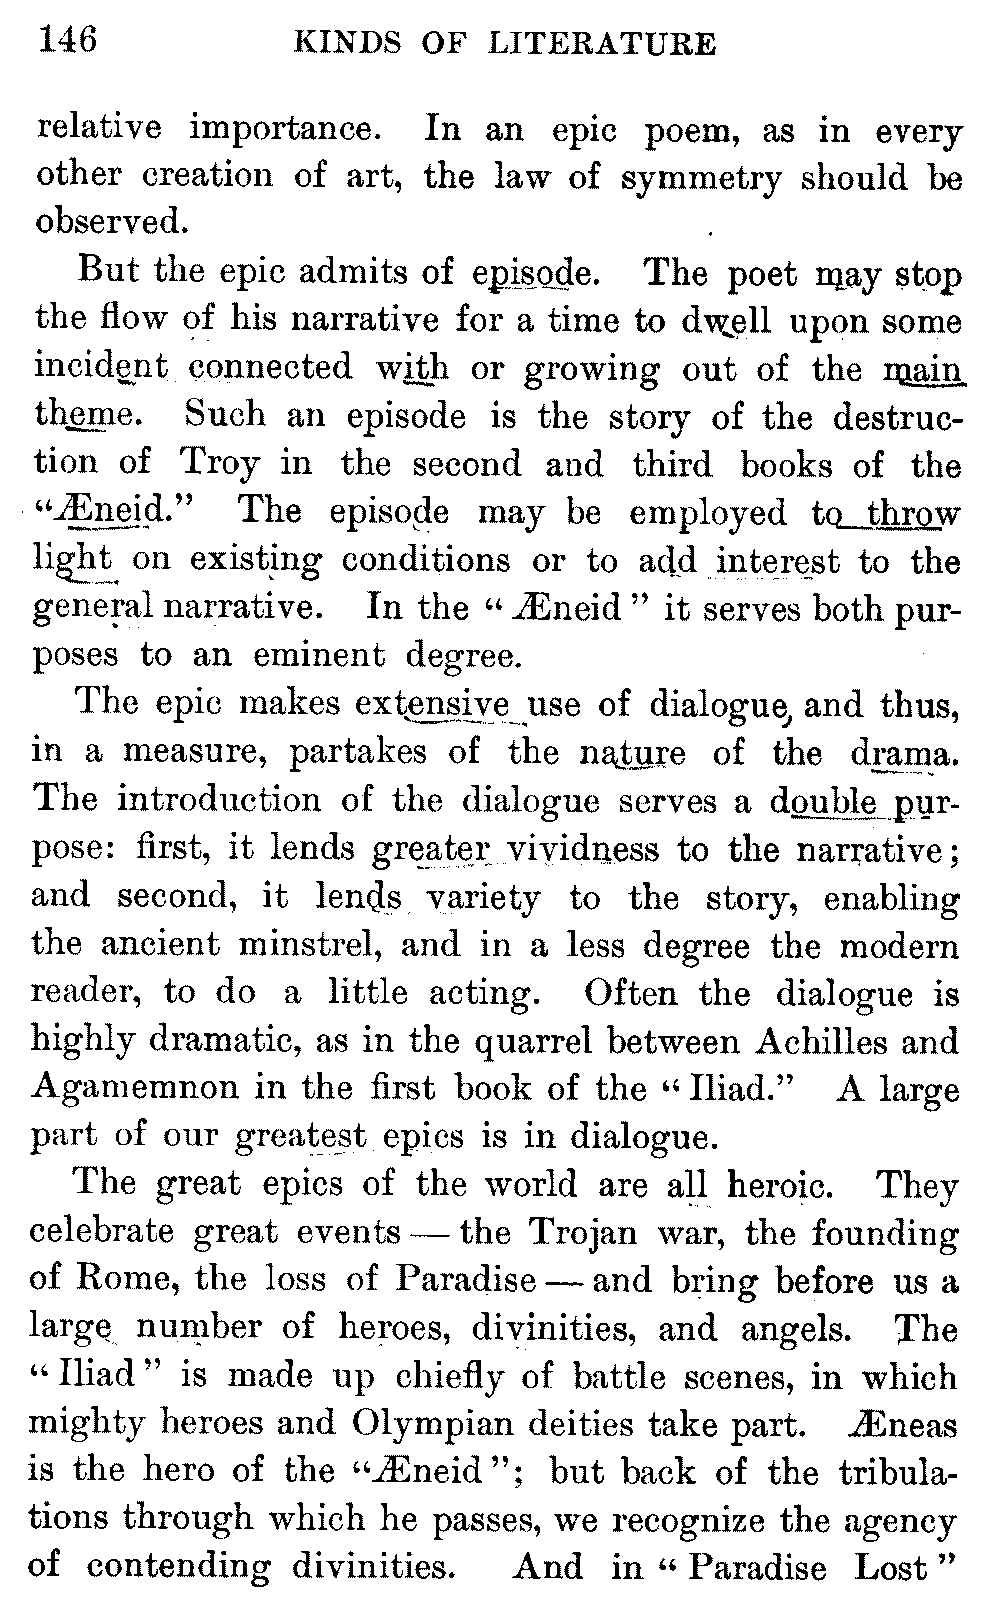 146 KINDS OF LITERATURE
relative importance. In an epic poem, as in every
other creation of art, the law of symmetry should be
observed.
But the epic admits of episode. The poet may stop
the flow of his narrative for a time to dwell upon some
incident connected with or growing out of the main
theme. Such an episode is the story of the destruc-
tion of Troy in the second and third books of the
“Æneid.” The episode may be employed to throw
light on existing conditions or to add interest to the
general narrative. In the “Æneid” it serves both pur-
poses to an eminent degree.
The epic makes extensive use of dialogue, and thus,
in a measure, partakes of the nature of the drama.
The introduction of the dialogue serves a double pur-
pose: first, it lends greater vividness to the narrative;
and second, it lends variety to the story, enabling
the ancient minstrel, and in a less degree the modern
reader, to do a little acting. Often the dialogue is
highly dramatic, as in the quarrel between Achilles and
Agamemnon in the first book of the “Iliad.” A large
part of our greatest epics is in dialogue.
The great epics of the world are all heroic. They
celebrate great events — the Trojan war, the founding
of Rome, the loss of Paradise — and bring before us a
large number of heroes, divinities, and angels. The
“Iliad” is made up chiefly of battle scenes, in which
mighty heroes and Olympian deities take part. Æneas
is the hero of the “Æneid”; but back of the tribula-
tions through which he passes, we recognize the agency
of contending divinities. And in “Paradise Lost”